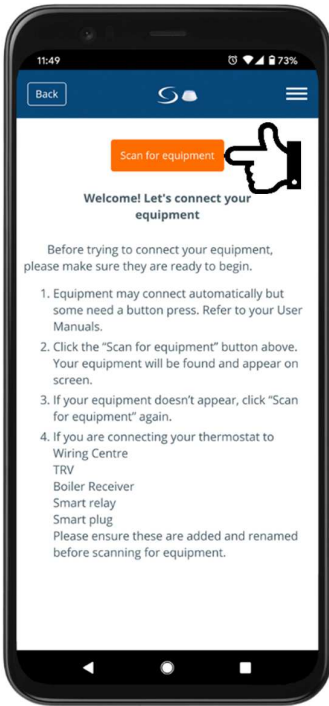 11:49
73%
Back
Scan for equipment
Welcome! Let's connect your
equipment
Before trying to connect your equipment,
please make sure they are ready to begin.
1. Equipment may connect automatically but
some need a button press. Refer to your User
Manuals.
2. Click the “Scan for equipment” button above.
Your equipment will be found and appear on
screen.
3. If your equipment doesn’t appear, click “Scan
for equipment” again.
4. If you are connecting your thermostat to
Wiring Centre
TRV
Boiler Receiver
Smart relay
Smart plug
Please ensure these are added and renamed
before scanning for equipment.